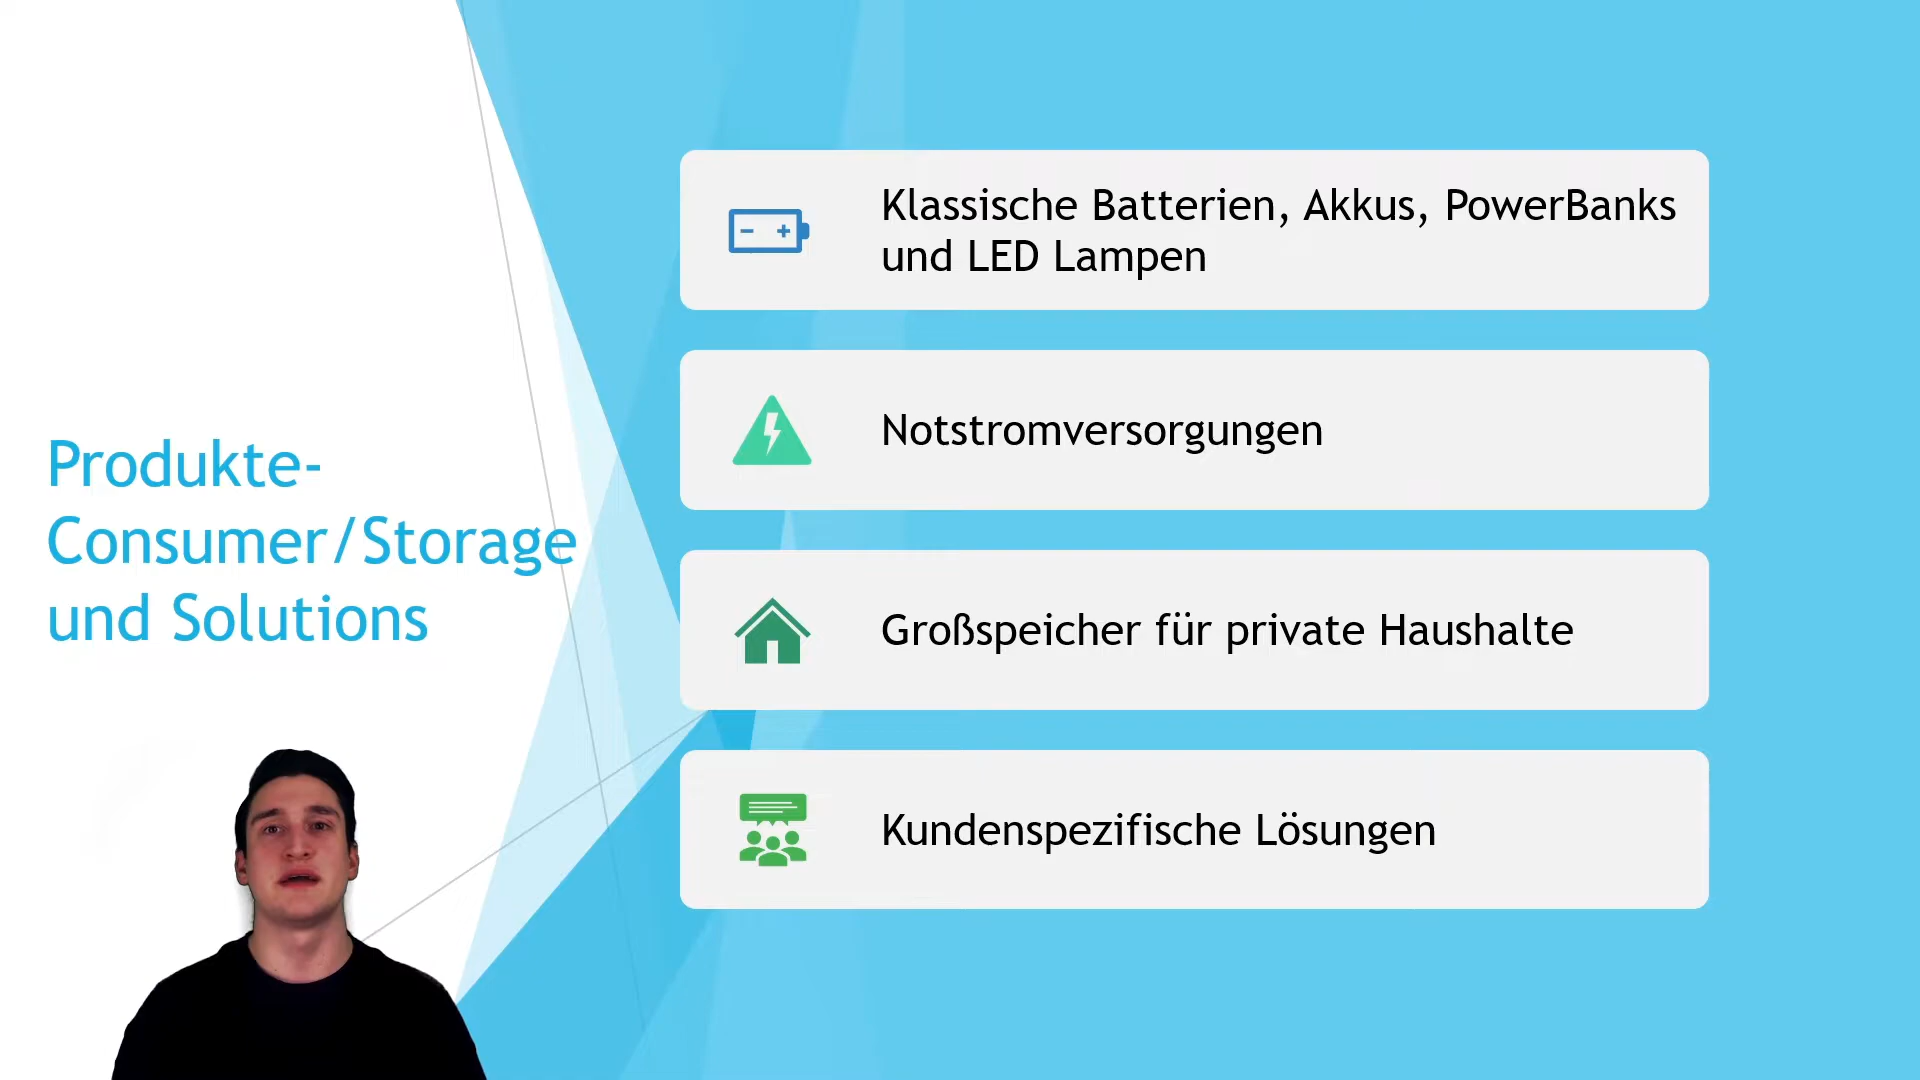 Produkte-
Consumer/Storage
und Solutions
Klassische Batterien, Akkus, PowerBanks
und LED Lampen
Notstromversorgungen
Großspeicher für private Haushalte
Kundenspezifische Lösungen